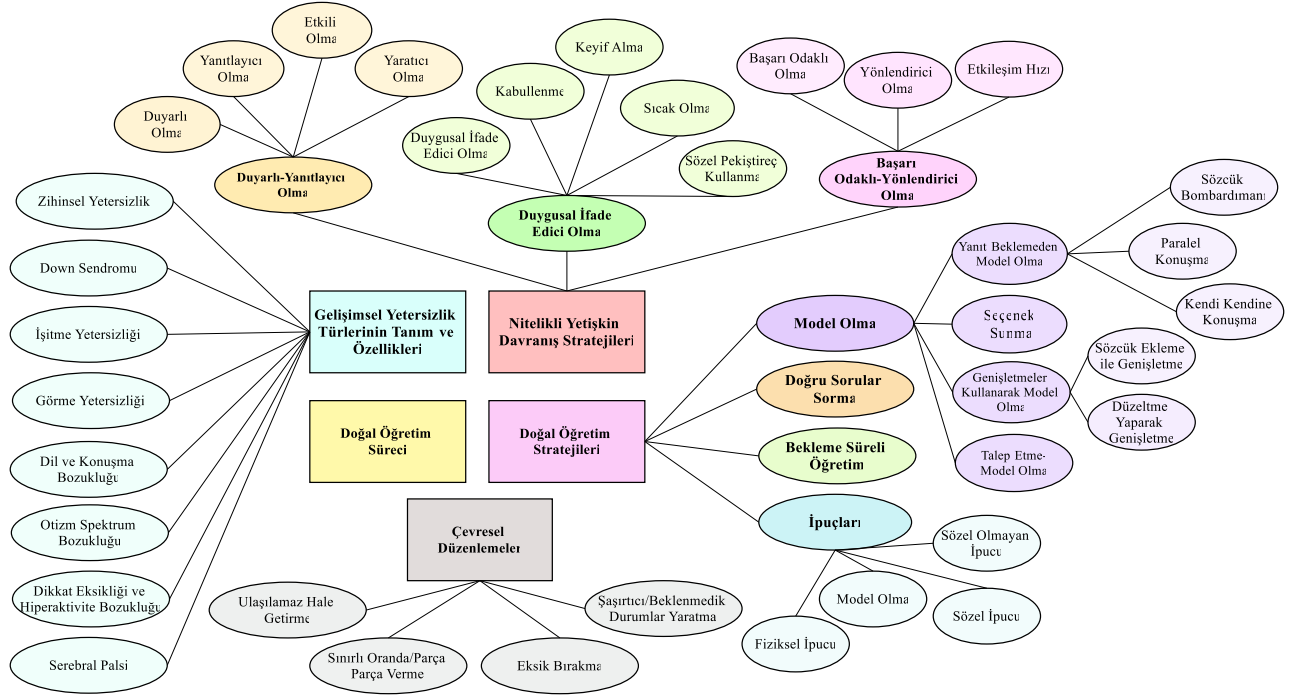 Etkili
Olma
Yanıtlayıcı
Olma
Yaratıcı
Olma
Duyarlı
Olma
Duyarlı-Yanıtlayıcı
Olma
Keyif Alma
Kabullenme
Sıcak Olma
Duygusal İfade
Edici Olma
Sözel Pekiştireç
Kullanma
Duygusal İfade
Edici Olma
Başarı Odaklı
Olma
Yönlendirici
Olma
Etkileşim Hızı
Başarı
Odaklı-Yönlendirici
Olma
Zihinsel Yetersizlik
Down Sendromu
İşitme Yetersizliği
Görme Yetersizliği
Dil ve Konuşma
Bozukluğu
Otizm Spektrum
Bozukluğu
Dikkat Eksikliği ve
Hiperaktivite Bozukluğu
Serebral Palsi
Gelişimsel Yetersizlik
Türlerinin Tanım ve
Özellikleri
Nitelikli Yetişkin
Davranış Stratejileri
Doğal Öğretim
Süreci
Doğal Öğretim
Stratejileri
Çevresel
Düzenlemeler
Ulaşılamaz Hale
Getirme
Sınırlı Oranda/Parça
Parça Verme
Eksik Bırakma
Şaşırtıcı/Beklenmedik
Durumlar Yaratma
Model Olma
Doğru Sorular
Sorma
Bekleme Süreli
Öğretim
İpuçları
Yanıt Beklemeden
Model Olma
Seçenek
Sunma
Genişletmeler
Kullanarak Model
Olma
Talep Etme-
Model Olma
Sözcük
Bombardımanı
Paralel
Konuşma
Kendi Kendine
Konuşma
Sözcük Ekleme
ile Genişletme
Düzeltme
Yaparak
Genişletme
Sözel Olmayan
İpucu
Model Olma
Sözel İpucu
Fiziksel İpucu